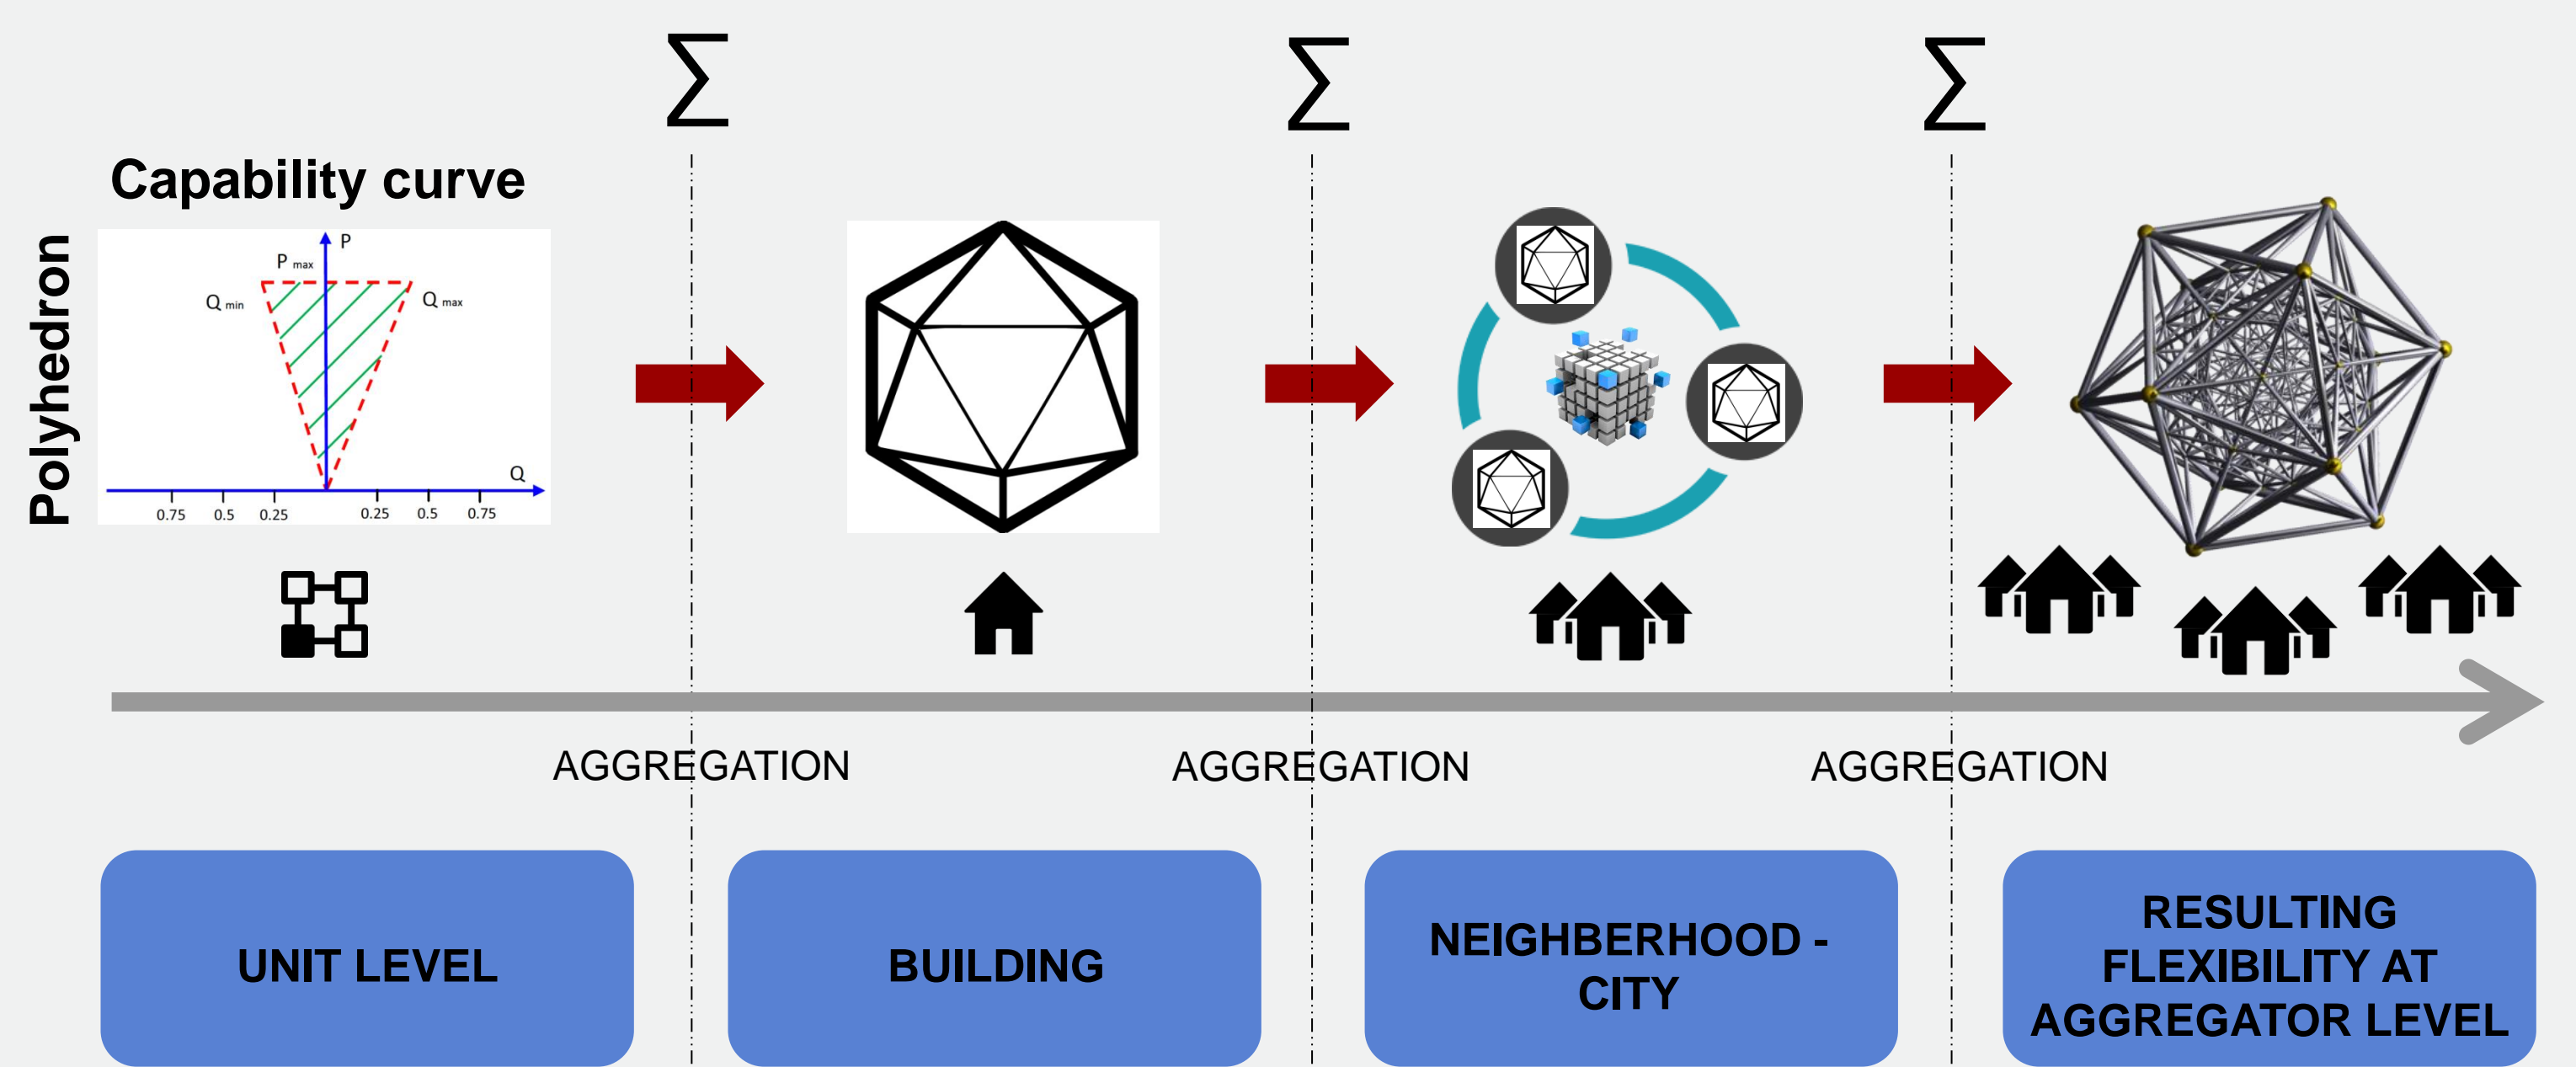 ∑ ∑ ∑
Capability curve
Polyhedron
P
P max
Q min
Q max
Q
0.75 0.5 0.25 0.25 0.5 0.75
AGGREGATION AGGREGATION AGGREGATION
UNIT LEVEL
BUILDING
NEIGHBERHOOD -
CITY
RESULTING
FLEXIBILITY AT
AGGREGATOR LEVEL